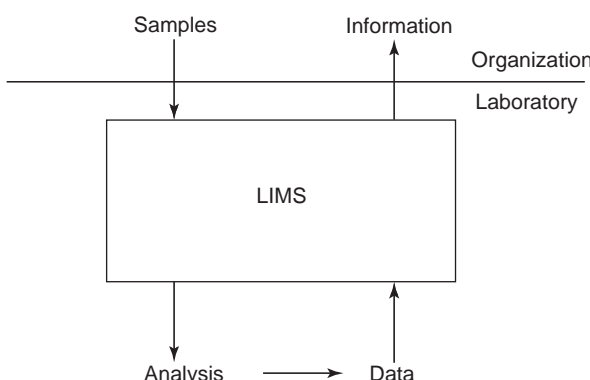 Samples Information
Organization
Laboratory
LIMS
Analysis Data